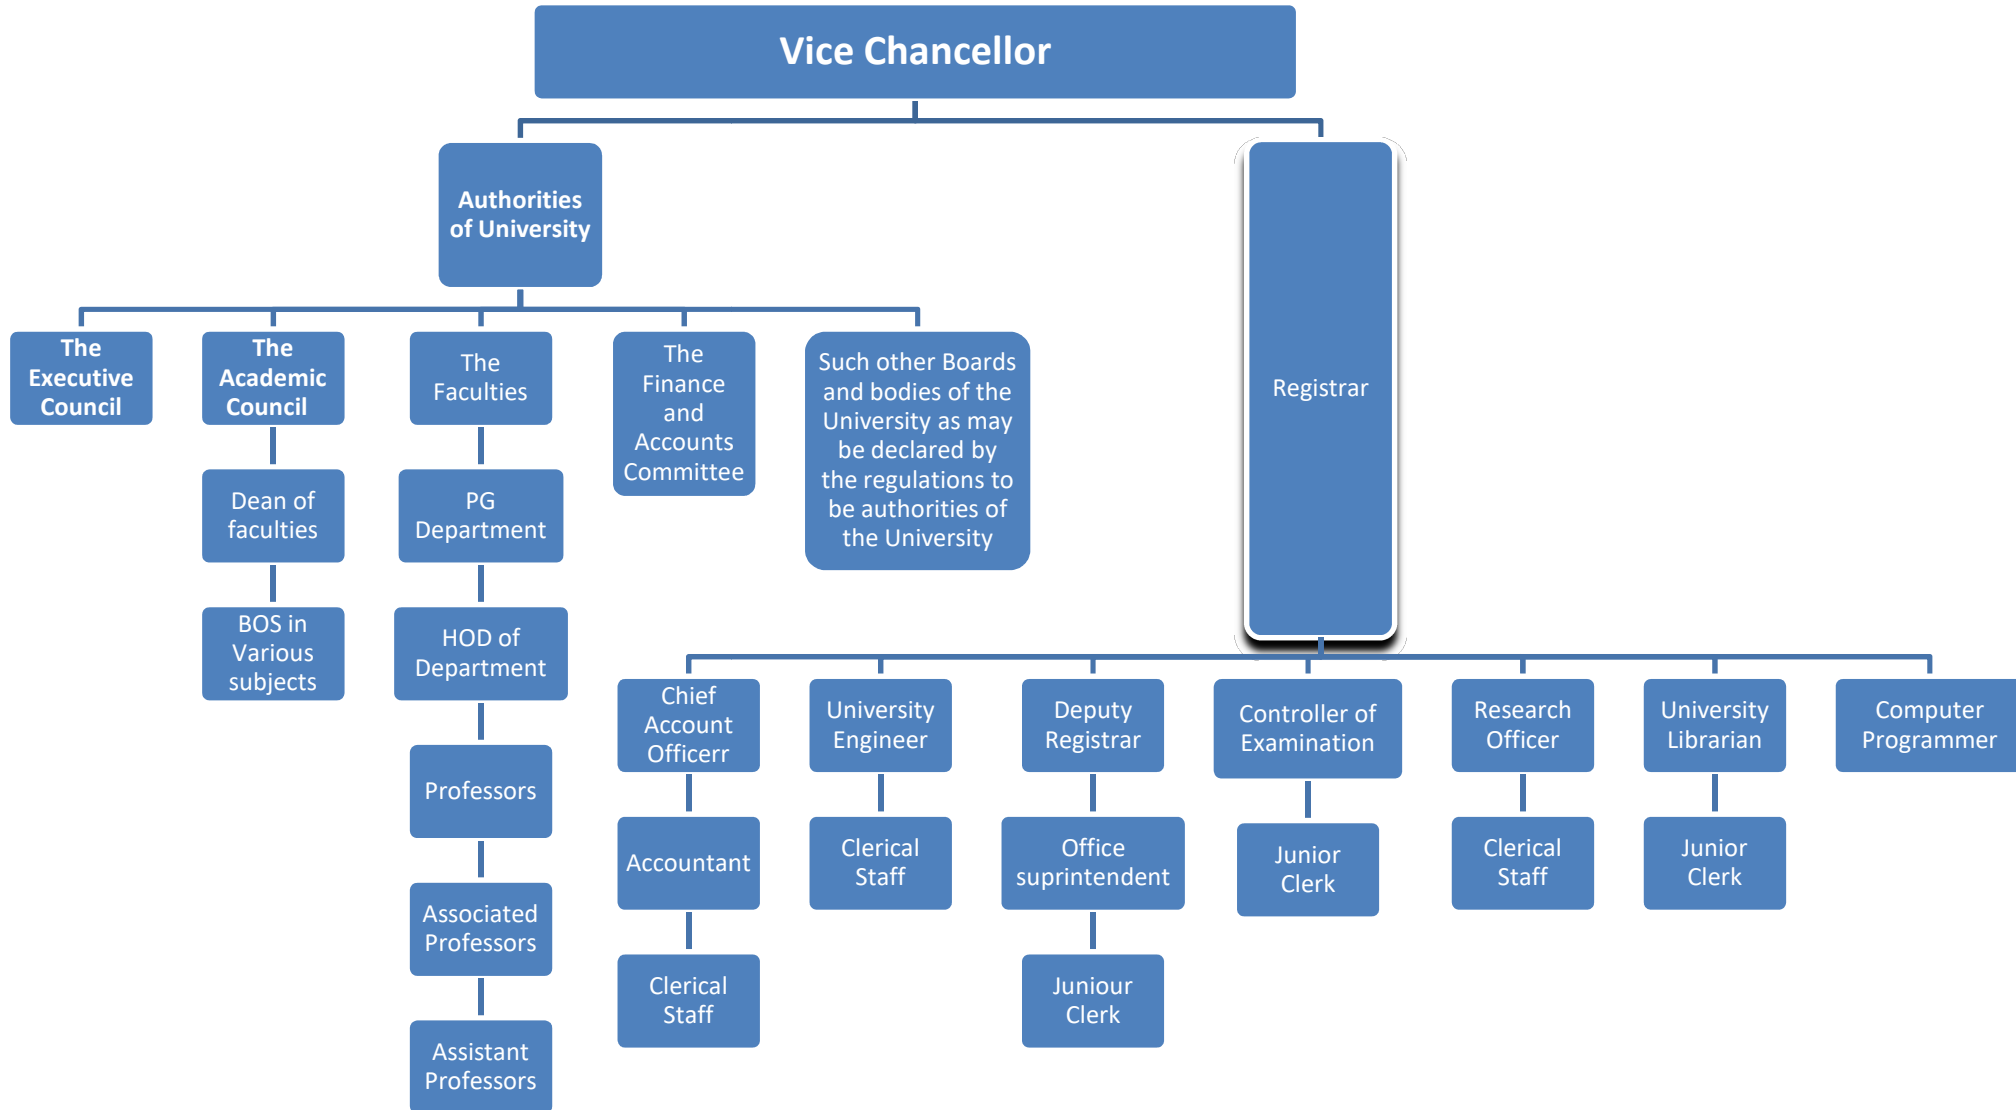 Vice Chancellor
Authorities
of University
Registrar
The
Executive
Council
The
Academic
Council
The
Faculties
The
Finance
and
Accounts
Committee
Such other Boards
and bodies of the
University as may
be declared by
the regulations to
be authorities of
the University
Dean of
faculties
PG
Department
BOS in
Various
subjects
HOD of
Department
Professors
Associated
Professors
Assistant
Professors
Chief
Account
Officerr
University
Engineer
Deputy
Registrar
Controller of
Examination
Research
Officer
University
Librarian
Computer
Programmer
Accountant
Clerical
Staff
Office
suprintendent
Junior
Clerk
Clerical
Staff
Junior
Clerk
Clerical
Staff
Juniour
Clerk